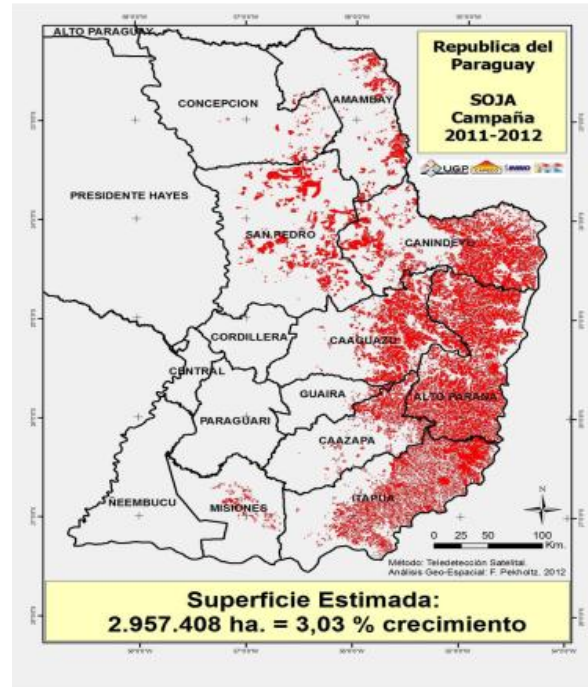 ALTO PARAGUAY
CONCEPCION
AMAMBAY
Republica del
Paraguay
SOJA
Campaña
2011-2012
UGP
PRESIDENTE HAYES
SAN PEDRO
CANINDEYU
CORDILLERA
CAAGUAZU
CENTRAL
GUAIRA
ALTO PARANA
PARAGUARI
CAAZAPA
ÑEEMBUCU
MISIONES
ITAPUA
N
0 25 50 100
Km.
Método: Teledetección Satelital.
Análisis Geo-Espacial: F. Pekholtz. 2012
Superficie Estimada:
2.957.408 ha. = 3,03 % crecimiento